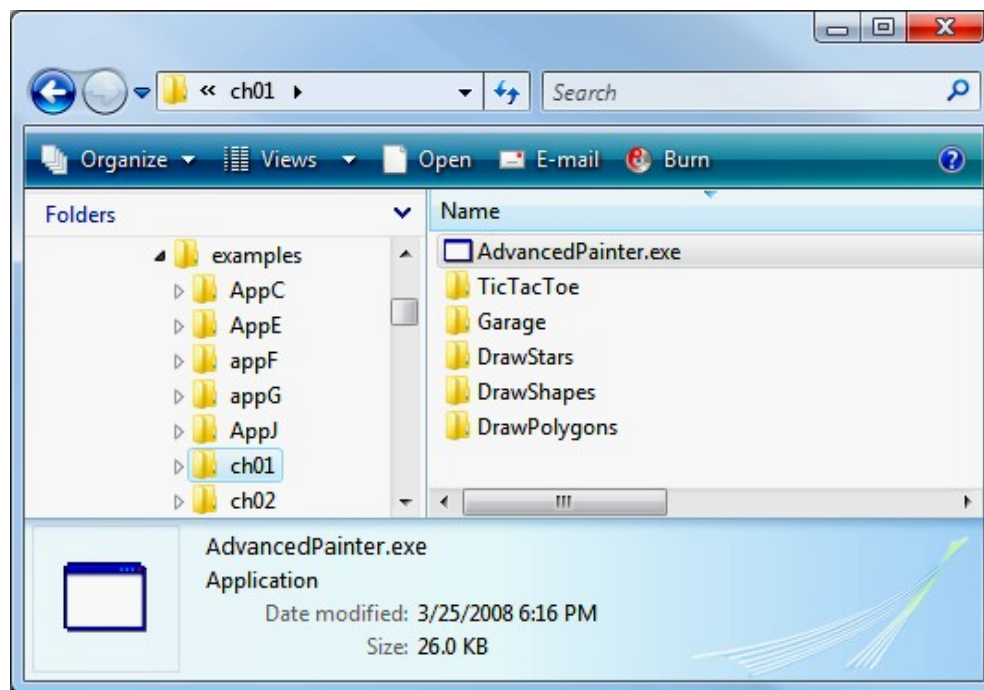 « ch01
Search
Organize Views Open E-mail Burn
Folders
Name
examples
AppC
AppE
appF
appG
AppJ
ch01
ch02
AdvancedPainter.exe
TicTacToe
Garage
DrawStars
DrawShapes
DrawPolygons
AdvancedPainter.exe
Application
Date modified: 3/25/2008 6:16 PM
Size: 26.0 KB